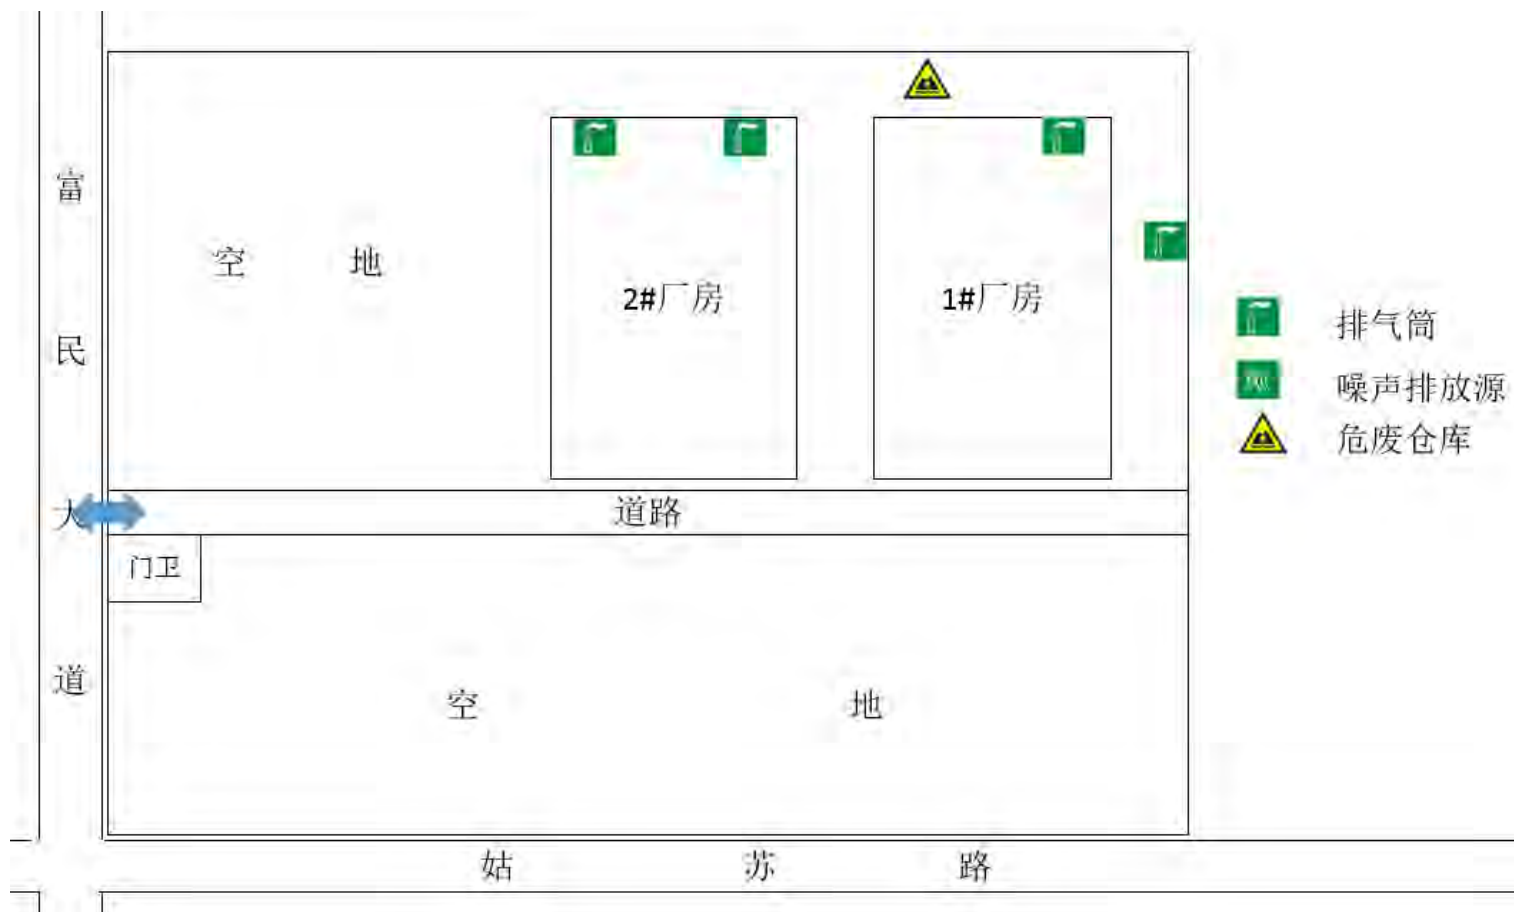 富民大道
空地
2#厂房
1#厂房
排气筒
噪声排放源
危废仓库
道路
门卫
空地
姑苏路